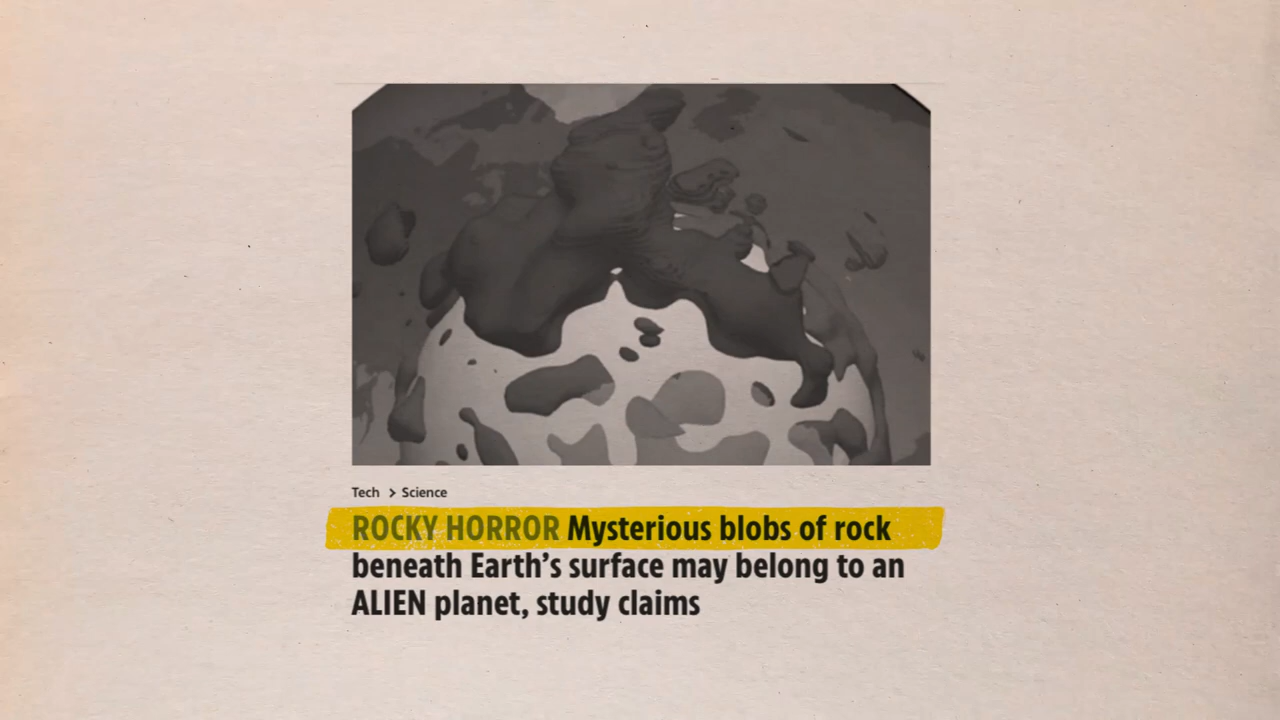 Tech > Science
ROCKY HORROR Mysterious blobs of rock
beneath Earth's surface may belong to an
ALIEN planet, study claims